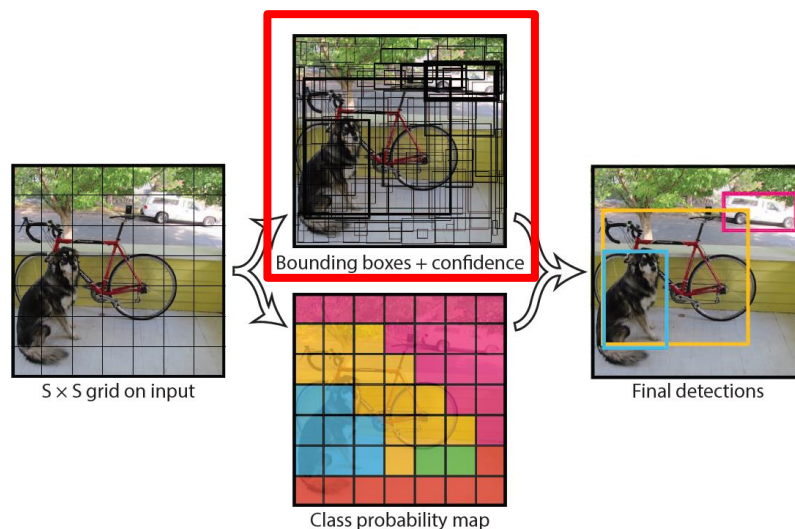 Bounding boxes + confidence
S × S grid on input
Final detections
Class probability map